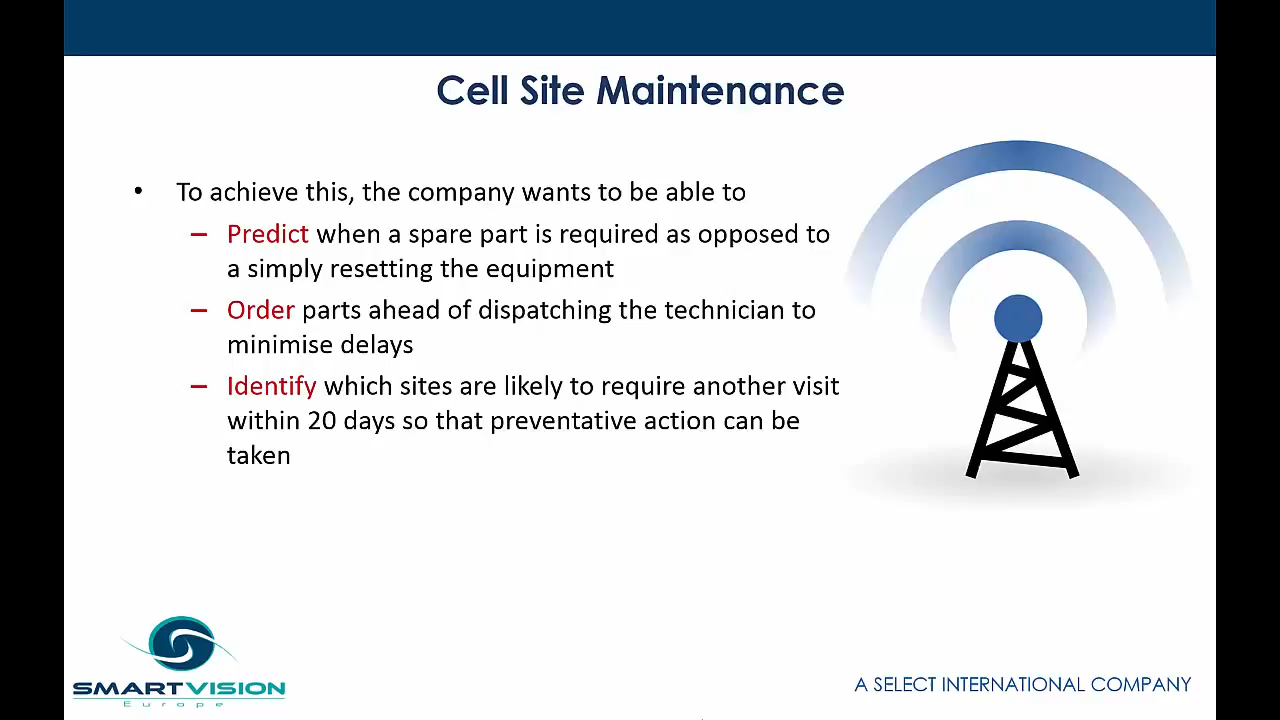 Cell Site Maintenance
• To achieve this, the company wants to be able to
– Predict when a spare part is required as opposed to
a simply resetting the equipment
– Order parts ahead of dispatching the technician to
minimise delays
– Identify which sites are likely to require another visit
within 20 days so that preventative action can be
taken
SMARTVISION
Europe
A SELECT INTERNATIONAL COMPANY